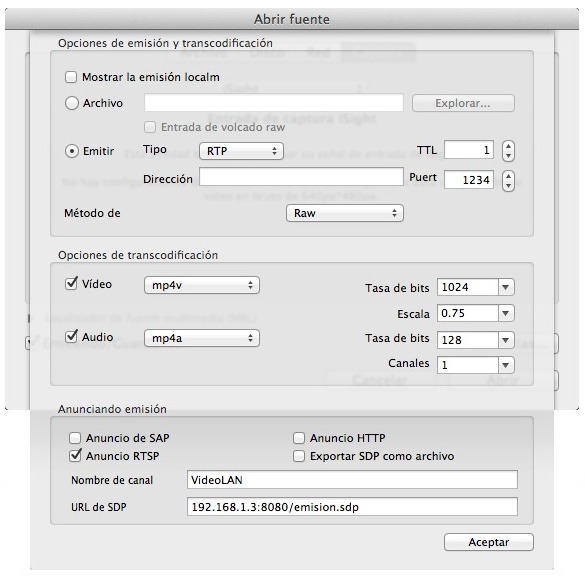 Abrir fuente
Opciones de emisión y transcodificación
Mostrar la emisión localm
Archivo Explorar...
Entrada de volcado raw
Emitir Tipo RTP TTL 1
Dirección Puert 1234
Método de Raw
Opciones de transcodificación
Vídeo mp4v Tasa de bits 1024
Escala 0.75
Audio mp4a Tasa de bits 128
Canales 1
Cancelar Abrir
Anunciando emisión
Anuncio de SAP Anuncio HTTP
Anuncio RTSP Exportar SDP como archivo
Nombre de canal VideoLAN
URL de SDP 192.168.1.3:8080/emision.sdp
Aceptar